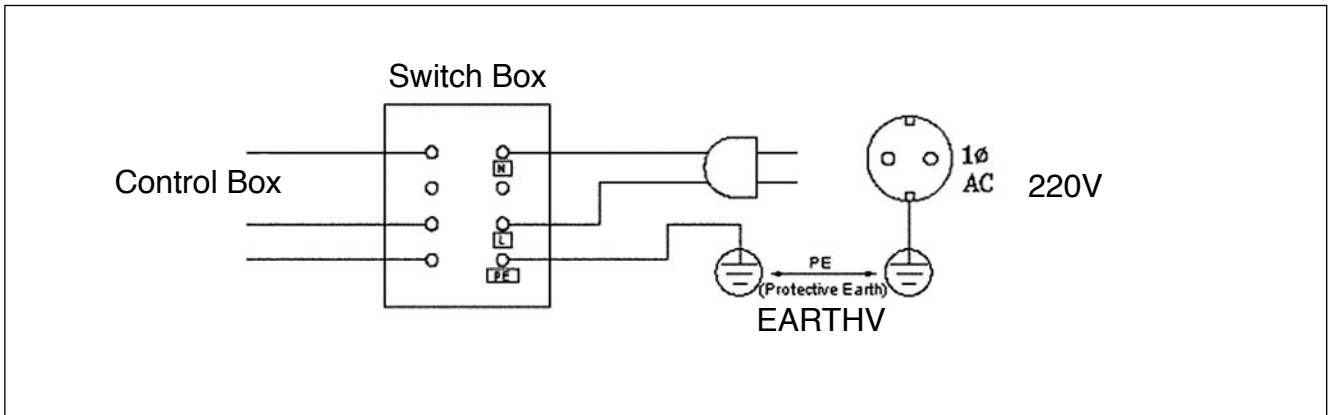 Switch Box
Control Box
N
L
PE
1ø
AC
220V
PE
(Protective Earth)
EARTHV